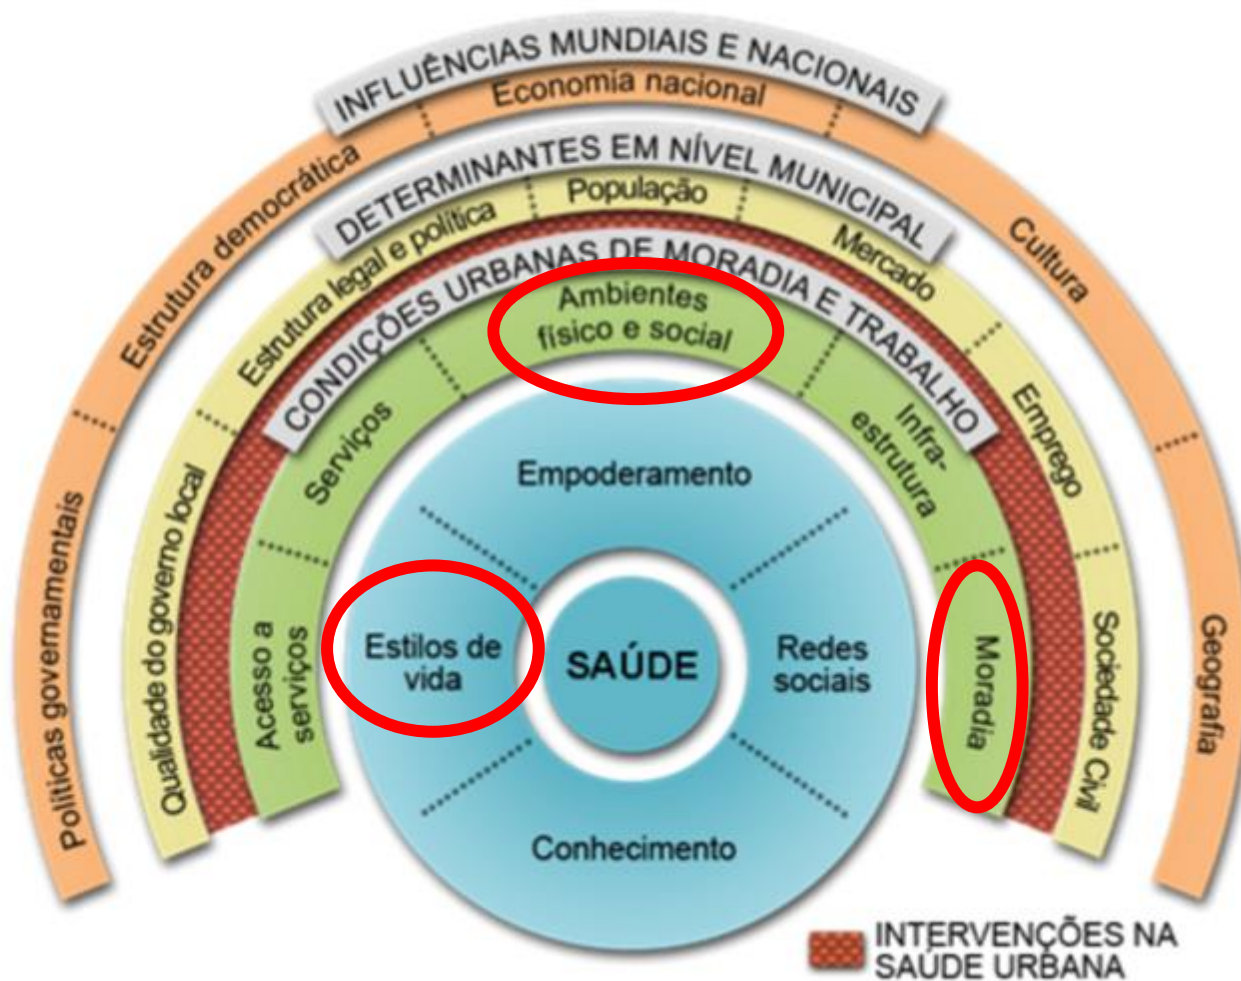 INFLUÊNCIAS MUNDIAIS E NACIONAIS
Políticas governamentais
Estrutura democrática
Economia nacional
Cultura
Geografia
DETERMINANTES EM NÍVEL MUNICIPAL
Qualidade do governo local
Estrutura legal e política
População
Mercado
Emprego
Sociedade Civil
CONDIÇÕES URBANAS DE MORADIA E TRABALHO
Acesso a
serviços
Serviços
Ambientes
físico e social
Infra-
estrutura
Moradia
Empoderamento
Estilos de
vida
SAÚDE
Redes
sociais
Conhecimento
INTERVENÇÕES NA
SAÚDE URBANA